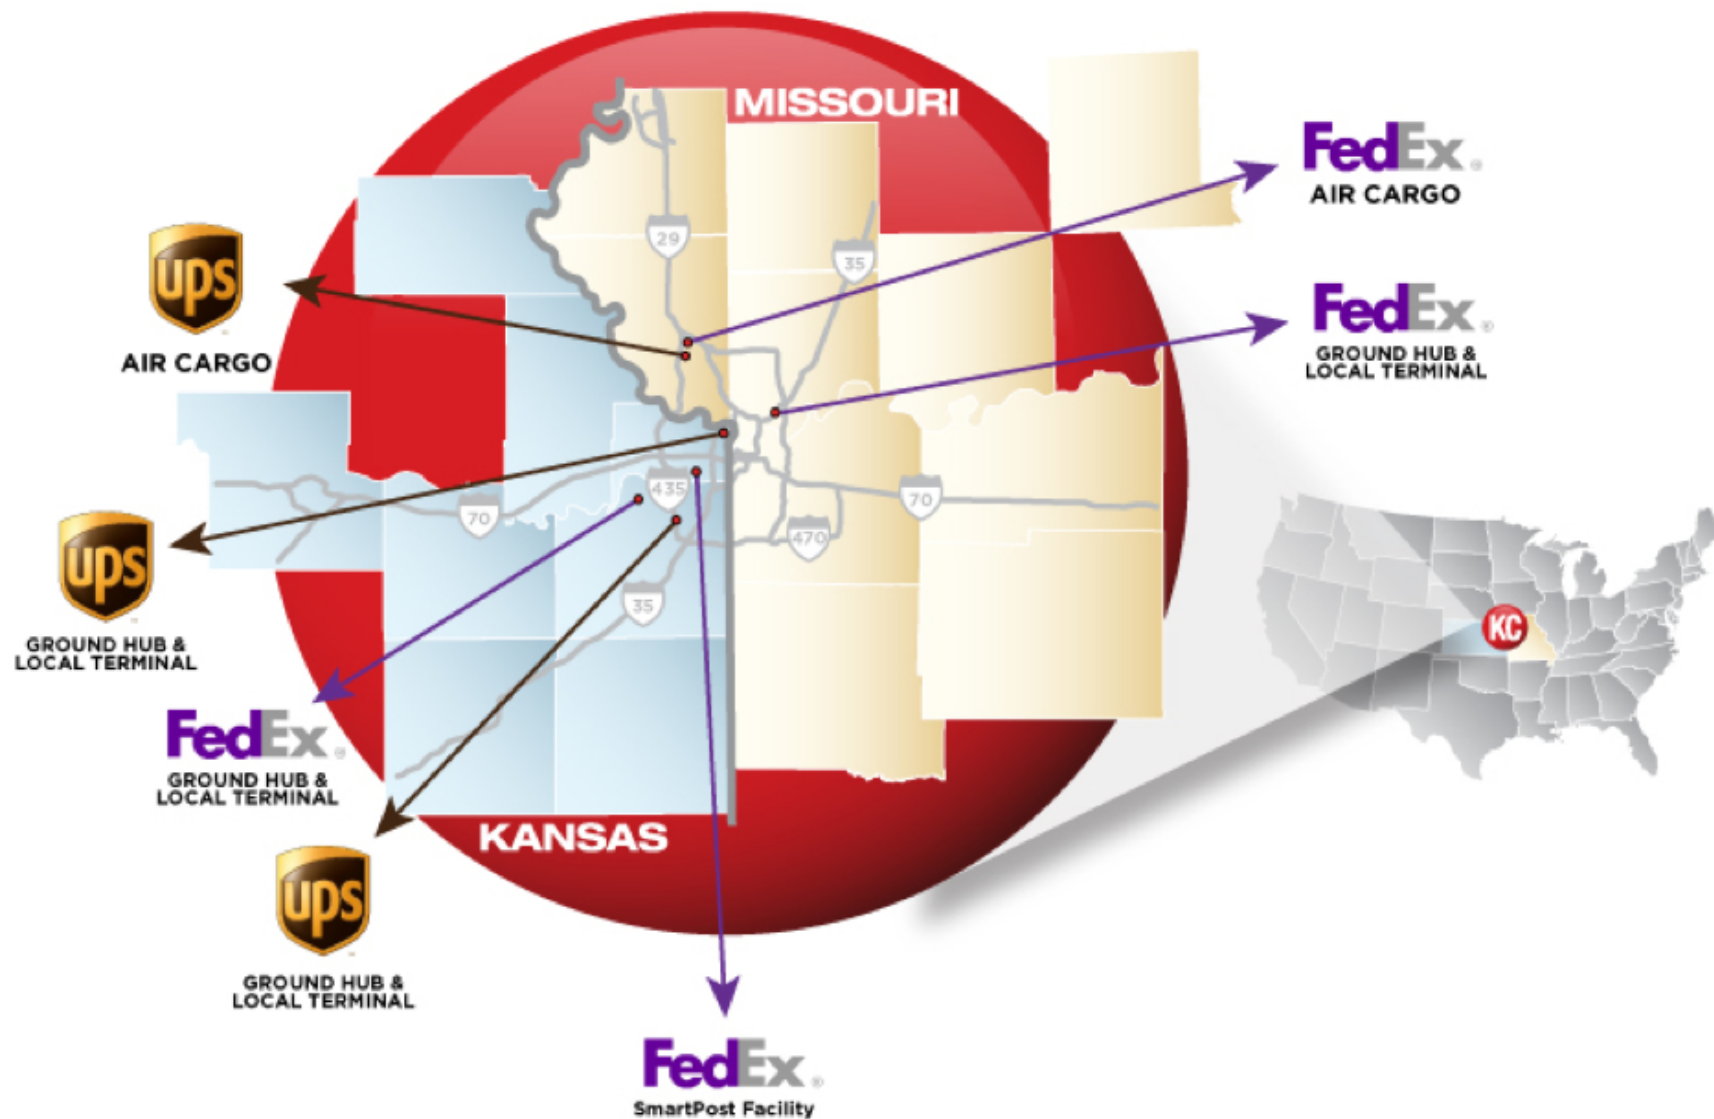 MISSOURI
FedEx
AIR CARGO
29
35
ups
AIR CARGO
FedEx
GROUND HUB &
LOCAL TERMINAL
435
70
70
470
ups
GROUND HUB &
LOCAL TERMINAL
35
KC
FedEx
GROUND HUB &
LOCAL TERMINAL
KANSAS
ups
GROUND HUB &
LOCAL TERMINAL
FedEx
SmartPost Facility